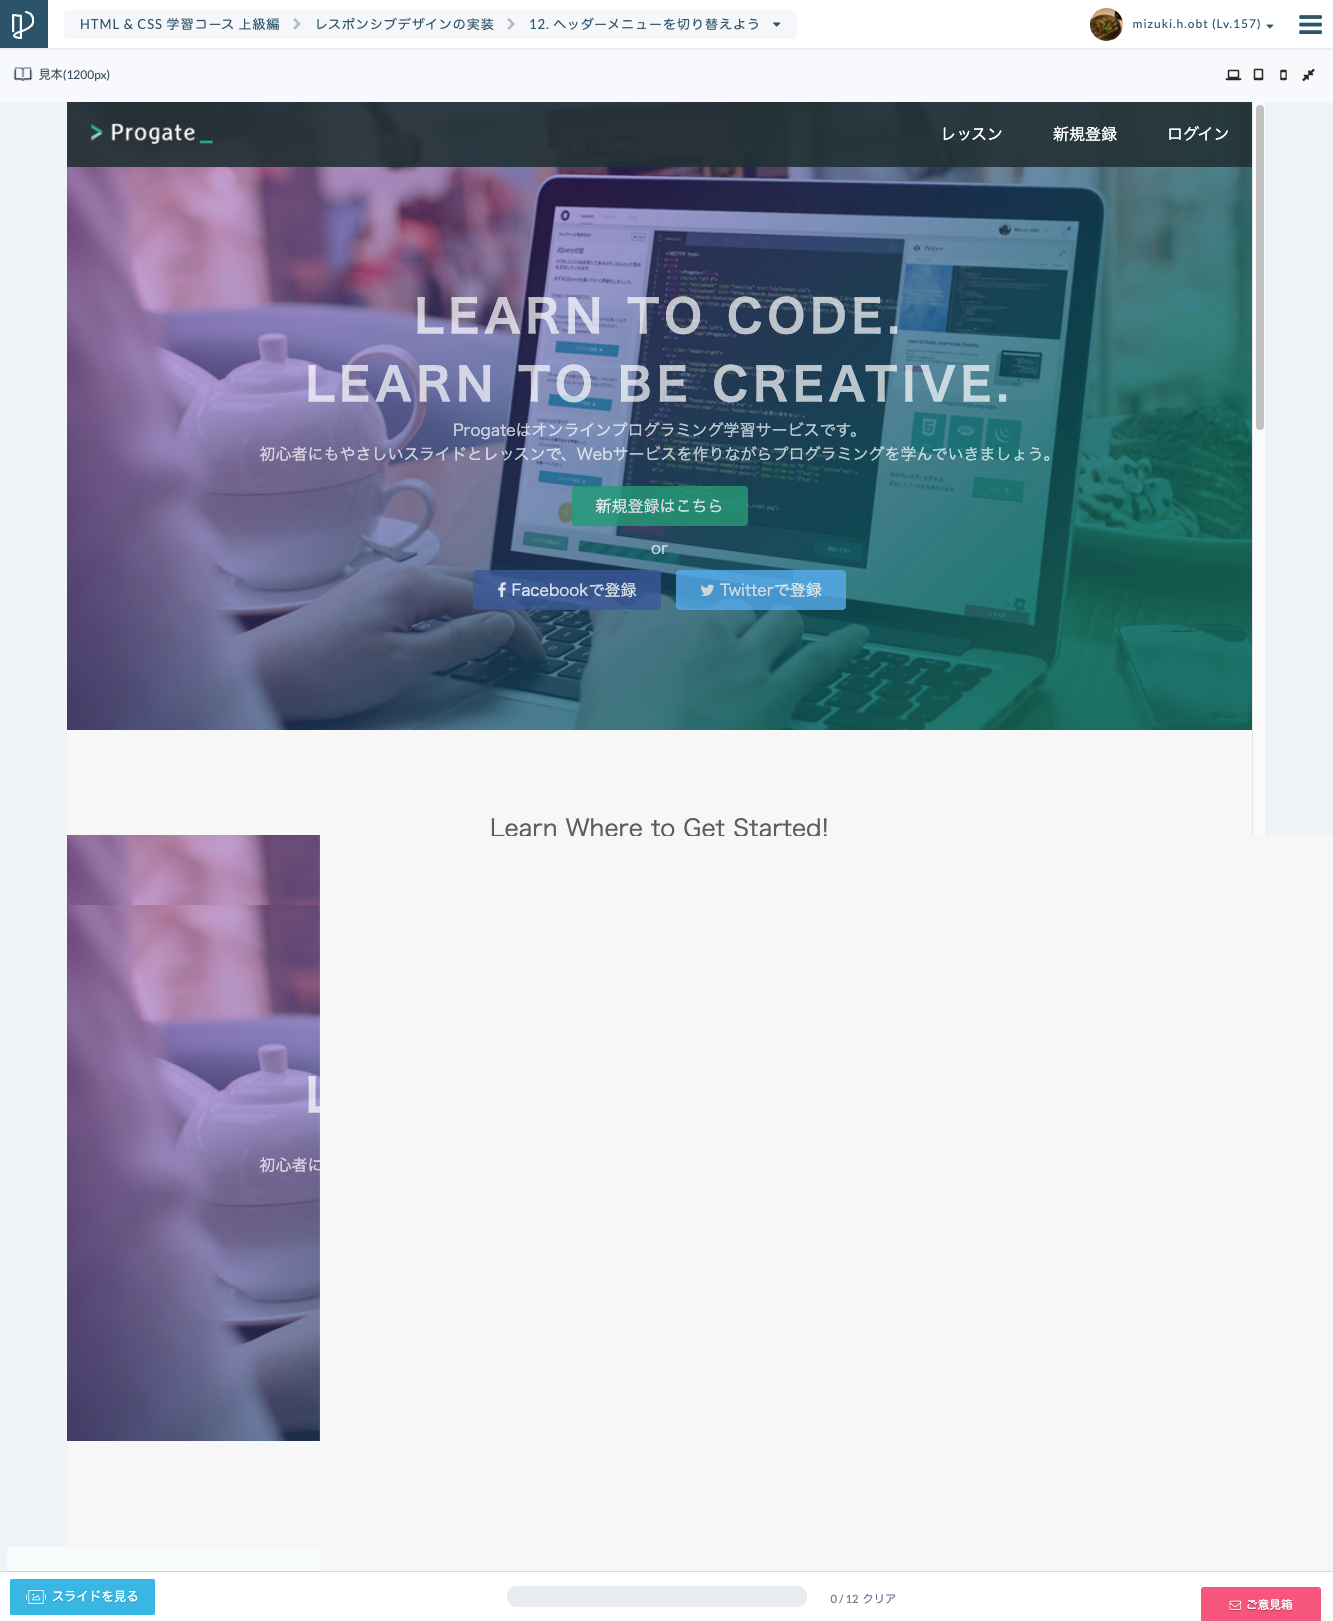 HTML & CSS 学習コース 上級編 レスポンシブデザインの実装 12. ヘッダーメニューを切り替えよう
mizuki.h.obt (Lv.157)
見本(1200px)
Progate_
レッスン 新規登録 ログイン
LEARN TO CODE.
LEARN TO BE CREATIVE.
Progateはオンラインプログラミング学習サービスです。
初心者にもやさしいスライドとレッスンで、Webサービスを作りながらプログラミングを学んでいきましょう。
新規登録はこちら
or
Facebookで登録 Twitterで登録
Learn Where to Get Started!
L
初心者に
スライドを見る
0 / 12 クリア
ご意見箱